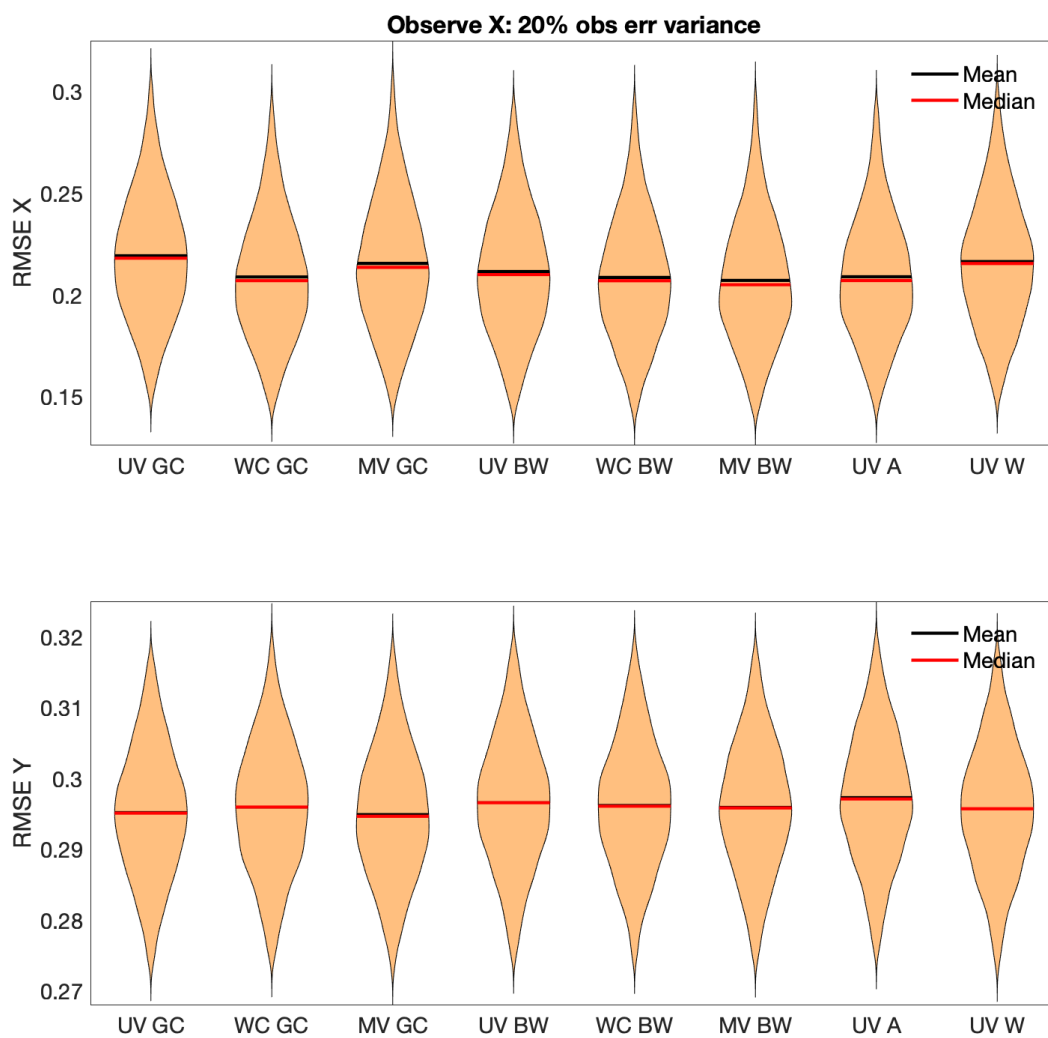 Observe X: 20% obs err variance
Mean
Median
RMSE X
0.3
0.25
0.2
0.15
UV GC WC GC MV GC UV BW WC BW MV BW UV A UV W
Mean
Median
RMSE Y
0.32
0.31
0.3
0.29
0.28
0.27
UV GC WC GC MV GC UV BW WC BW MV BW UV A UV W